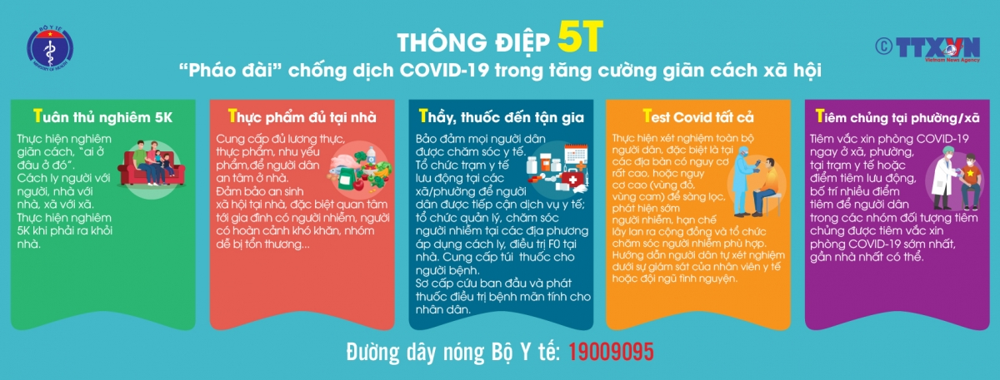 BỘ Y TẾ
MINISTRY OF HEALTH
THÔNG ĐIỆP 5T
“Pháo đài” chống dịch COVID-19 trong tăng cường giãn cách xã hội
© TTXVN
Vietnam News Agency
Tuân thủ nghiêm 5K
Thực hiện nghiêm
giãn cách, “ai ở
đâu ở đó”.
Cách ly người với
người, nhà với
nhà, xã với xã.
Thực hiện nghiêm
5K khi phải ra khỏi
nhà.
Thực phẩm đủ tại nhà
Cung cấp đủ lương thực,
thực phẩm, nhu yếu
phẩm,để người dân
an tâm ở nhà.
Đảm bảo an sinh
xã hội tại nhà, đặc biệt quan tâm
tới gia đình có người nhiễm, người
có hoàn cảnh khó khăn, nhóm
dễ bị tổn thương...
Thầy, thuốc đến tận gia
Bảo đảm mọi người dân
được chăm sóc y tế.
Tổ chức trạm y tế
lưu động tại các
xã/phường để người
dân được tiếp cận dịch vụ y tế;
tổ chức quản lý, chăm sóc
người nhiễm tại các địa phương
áp dụng cách ly, điều trị F0 tại
nhà. Cung cấp túi thuốc cho
người bệnh.
Sơ cấp cứu ban đầu và phát
thuốc điều trị bệnh mãn tính cho
nhân dân.
Test Covid tất cả
Thực hiện xét nghiệm toàn bộ
người dân, đặc biệt là tại
các địa bàn có nguy cơ
rất cao, hoặc nguy
cơ cao (vùng đỏ,
vùng cam) để sàng lọc,
phát hiện sớm
người nhiễm, hạn chế
lây lan ra cộng đồng và tổ chức
chăm sóc người nhiễm phù hợp.
Hướng dẫn người dân tự xét nghiệm
dưới sự giám sát của nhân viên y tế
hoặc đội ngũ tình nguyện.
Tiêm chủng tại phường/xã
Tiêm vắc xin phòng COVID-19
ngay ở xã, phường,
tại trạm y tế hoặc
điểm tiêm lưu động,
bố trí nhiều điểm
tiêm để người dân
trong các nhóm đối tượng tiêm
chủng được tiêm vắc xin
phòng COVID-19 sớm nhất,
gần nhà nhất có thể.
Đường dây nóng Bộ Y tế: 19009095